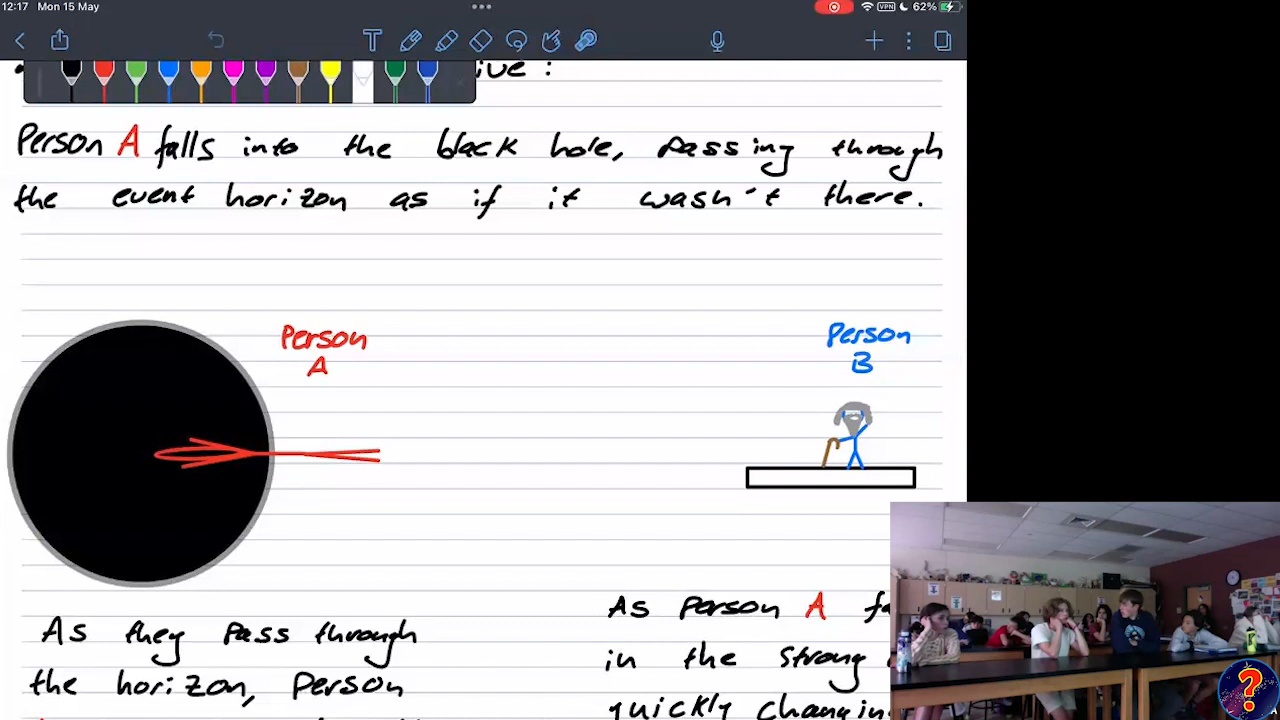 12:17 Mon 15 May
VPN 62%
ive :
Person A falls into the black hole, passing through
the event horizon as if it wasn't there.
Person
A
Person
B
As they pass through
the horizon, Person
As person A fa
in the strong
quickly changin